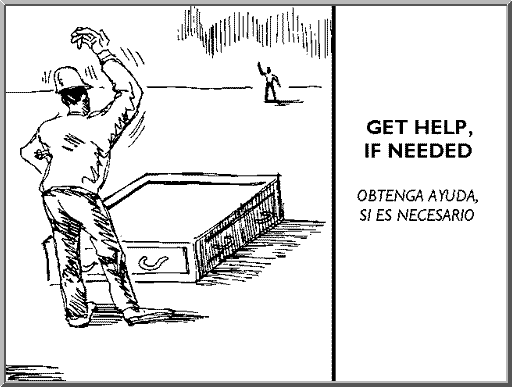 GET HELP,
IF NEEDED
OBTENGA AYUDA,
SI ES NECESARIO